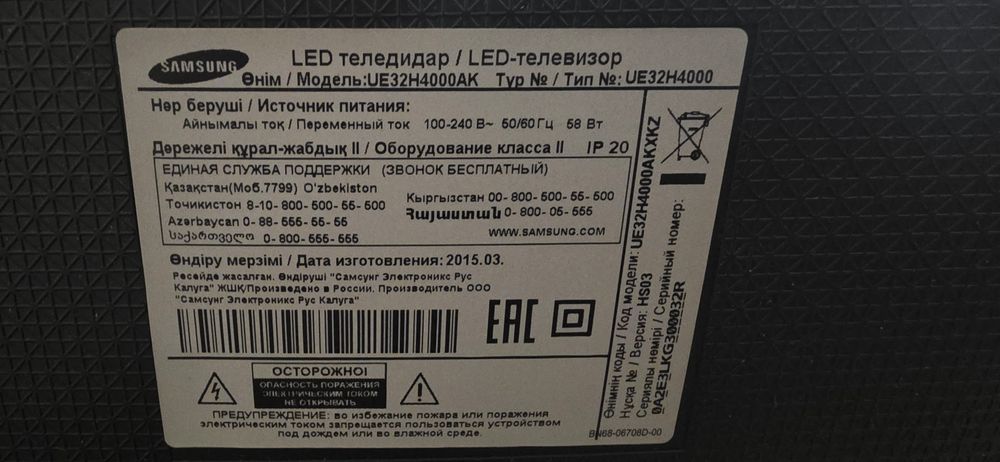 SAMSUNG
LED теледидар / LED-телевизор
Өнім / Модель:UE32H4000AK Түр № / Тип №: UE32H4000
Нәр беруші / Источник питания:
Айнымалы тоқ / Переменный ток 100-240 В~ 50/60 Гц 58 Вт
Дәрежелі құрал-жабдық II / Оборудование класса II IP 20
ЕДИНАЯ СЛУЖБА ПОДДЕРЖКИ (ЗВОНОК БЕСПЛАТНЫЙ)
Қазақстан(Моб.7799) O'zbekiston
Точикистон 8-10-800-500-55-500
Azərbaycan 0-88-555-55-55
საქართველო 0-800-555-555
Кыргызстан 00-800-500-55-500
Հայաստան 0-800-05-555
WWW.SAMSUNG.COM
Өндіру мерзімі / Дата изготовления: 2015.03.
Ресейде жасалған. Өндіруші "Самсунг Электроникс Рус
Калуга" ЖШҚ/Произведено в России. Производитель ООО
"Самсунг Электроникс Рус Калуга"
EAC
ОСТОРОЖНО!
ОПАСНОСТЬ ПОРАЖЕНИЯ
ЭЛЕКТРИЧЕСКИМ ТОКОМ
НЕ ОТКРЫВАТЬ
ПРЕДУПРЕЖДЕНИЕ: во избежание пожара или поражения
электрическим током запрещается пользоваться устройством
под дождем или во влажной среде.
Өнімнің коды / Код модели: UE32H4000AKXKZ
Нұсқа № / Версия: HS03
Сериялы нөмірі / Серийный номер:
0A2E3LKG300032R
BN68-06708D-00